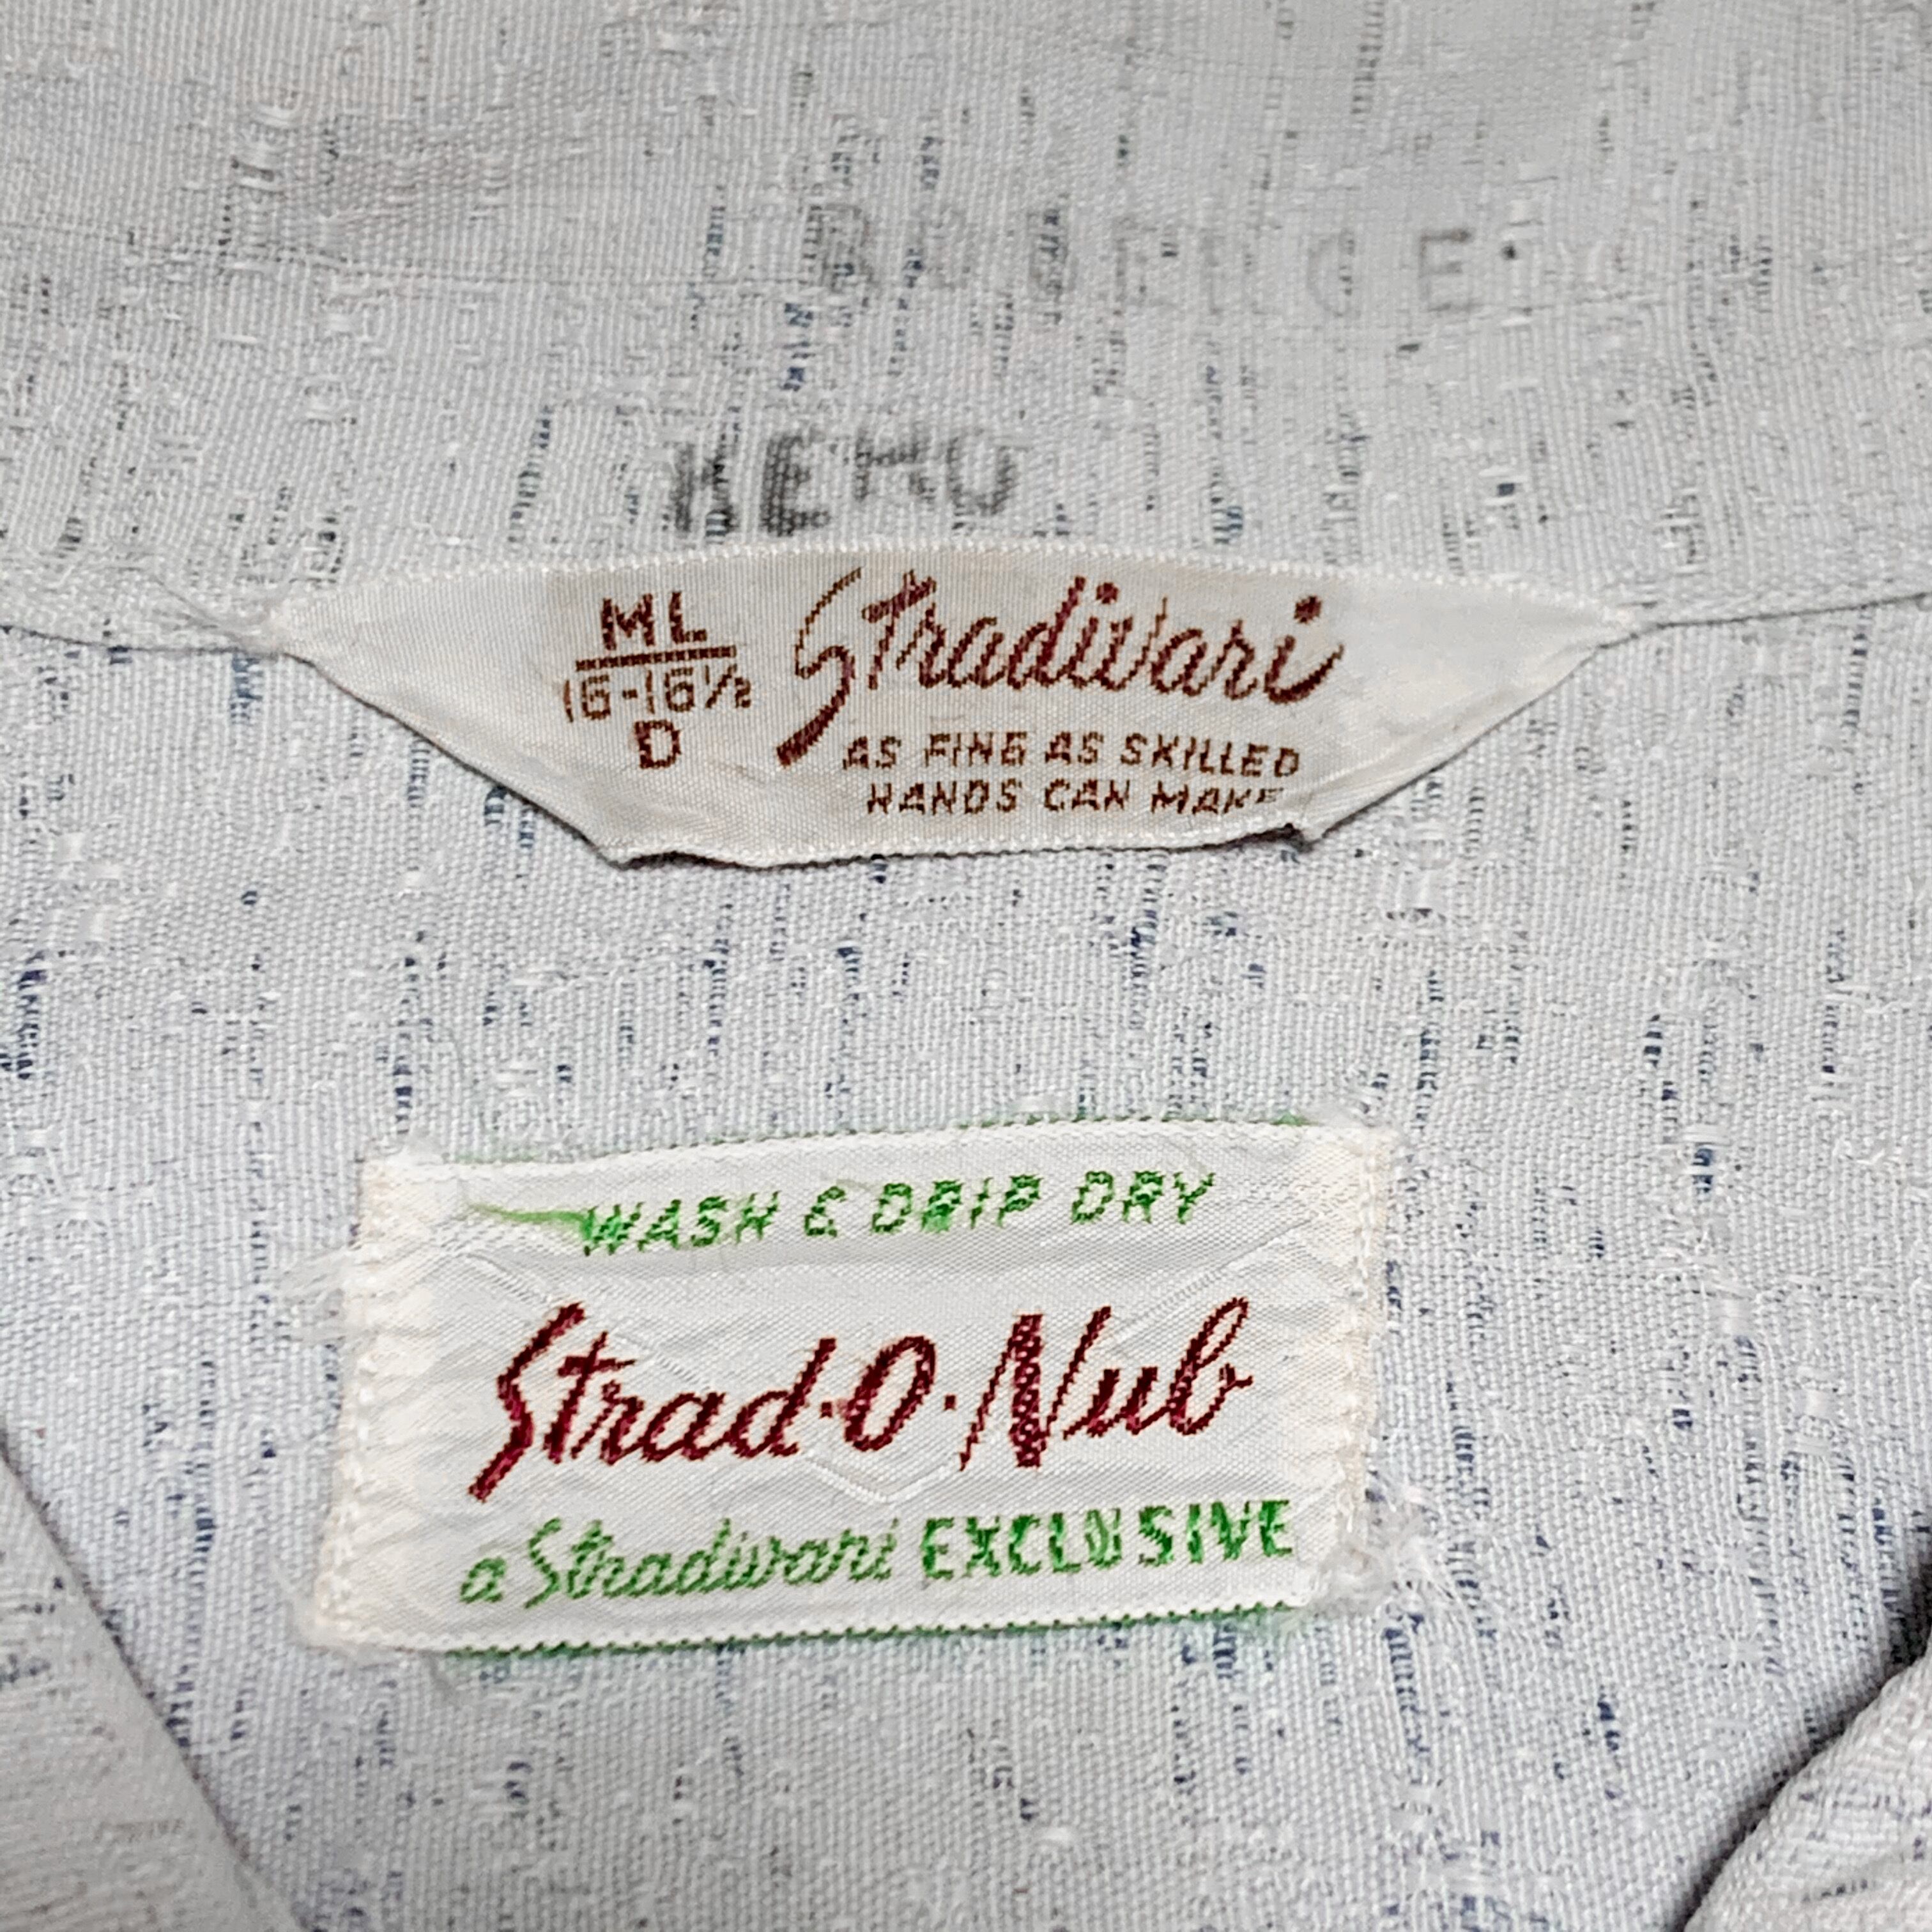 KEMO
ML
16-16½
D
Stradivari
AS FINE AS SKILLED
HANDS CAN MAKE
WASH & DRIP DRY
Strad·O·Nub
a Stradivari EXCLUSIVE